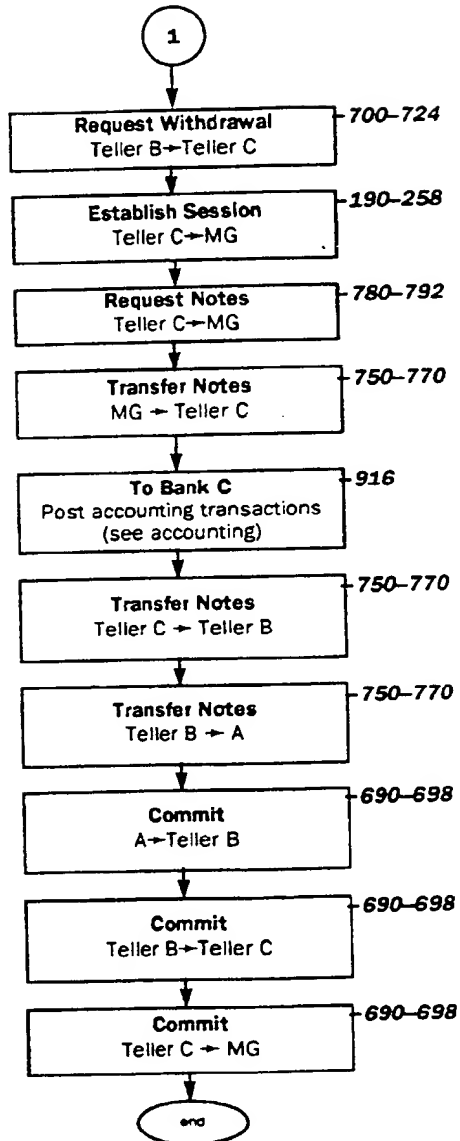 1
Request Withdrawal
Teller B→Teller C
700–724
Establish Session
Teller C→MG
190–258
Request Notes
Teller C→MG
780–792
Transfer Notes
MG → Teller C
750–770
To Bank C
Post accounting transactions
(see accounting)
916
Transfer Notes
Teller C → Teller B
750–770
Transfer Notes
Teller B → A
750–770
Commit
A→Teller B
690–698
Commit
Teller B→Teller C
690–698
Commit
Teller C → MG
690–698
end